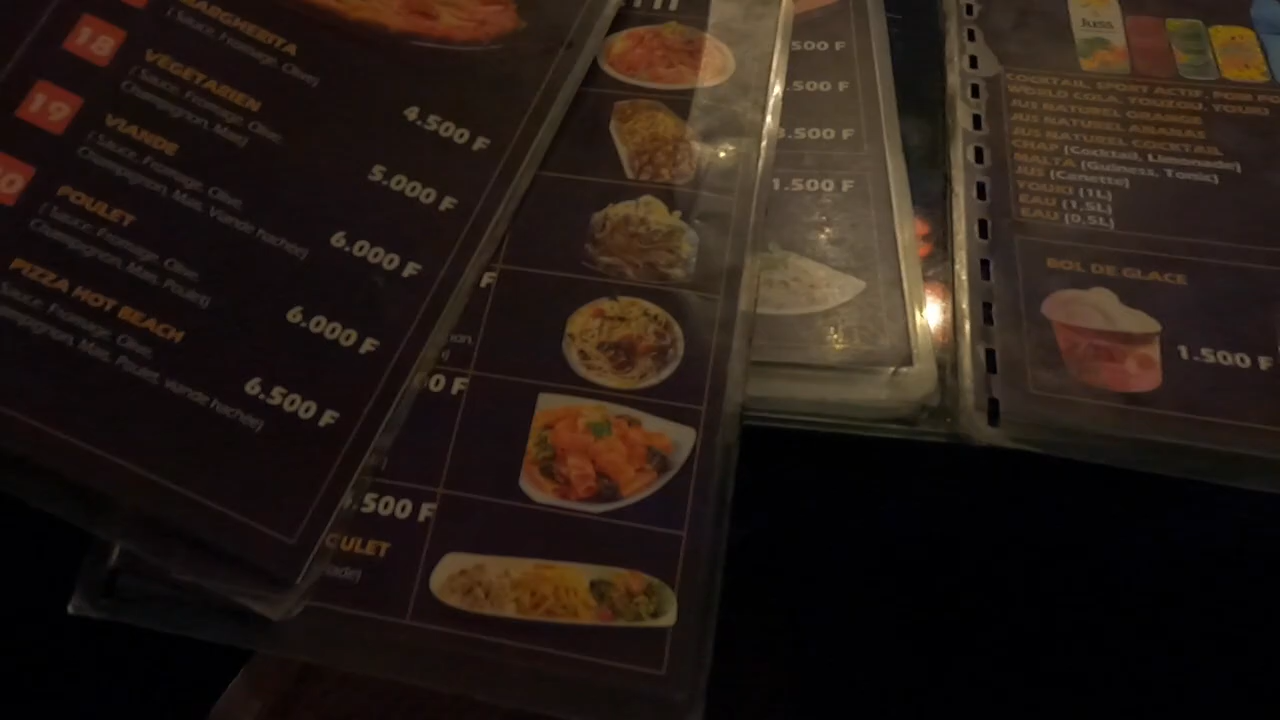 MARGHERITA
( Sauce, Fromage, Olive)
4.500 F
18
VEGETARIEN
( Sauce, Fromage, Olive,
Champignon, Maïs)
5.000 F
19
VIANDE
( Sauce, Fromage, Olive,
Champignon, Maïs, Viande hachée)
6.000 F
POULET
( Sauce, Fromage, Olive,
Champignon, Maïs, Poulet)
6.000 F
PIZZA HOT BEACH
Sauce, Fromage, Olive,
Champignon, Maïs, Poulet, Viande hachée)
6.500 F
F
00 F
.500 F
500 F
.500 F
3.500 F
1.500 F
Juss
COCKTAIL, SPORT ACTIF,
WORLD COLA, YOUZOU,
JUS NATUREL ORANGE
JUS NATUREL ANANAS
JUS NATUREL COCKTAIL
CHAP (Cocktail, Limonade)
MALTA (Guiness, Tonic)
JUS (Canette)
YOUKI (1L)
EAU (1,5L)
EAU (0,5L)
BOL DE GLACE
1.500 F